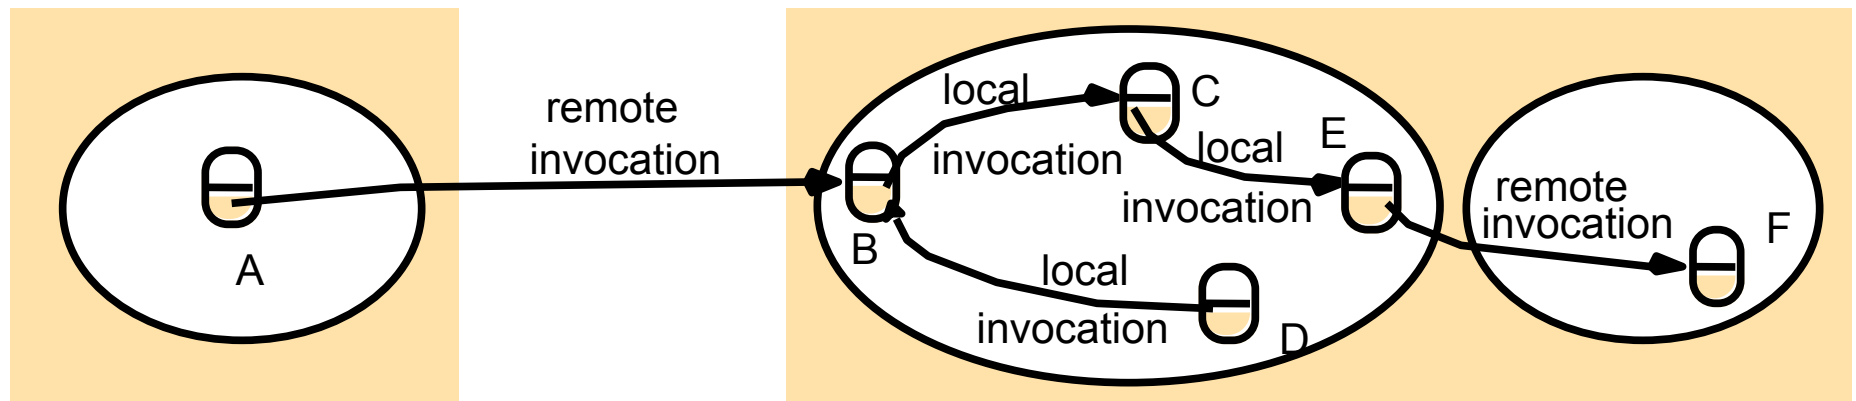 remote
invocation
A
B
local
invocation
C
local
invocation
E
local
invocation
D
remote
invocation
F